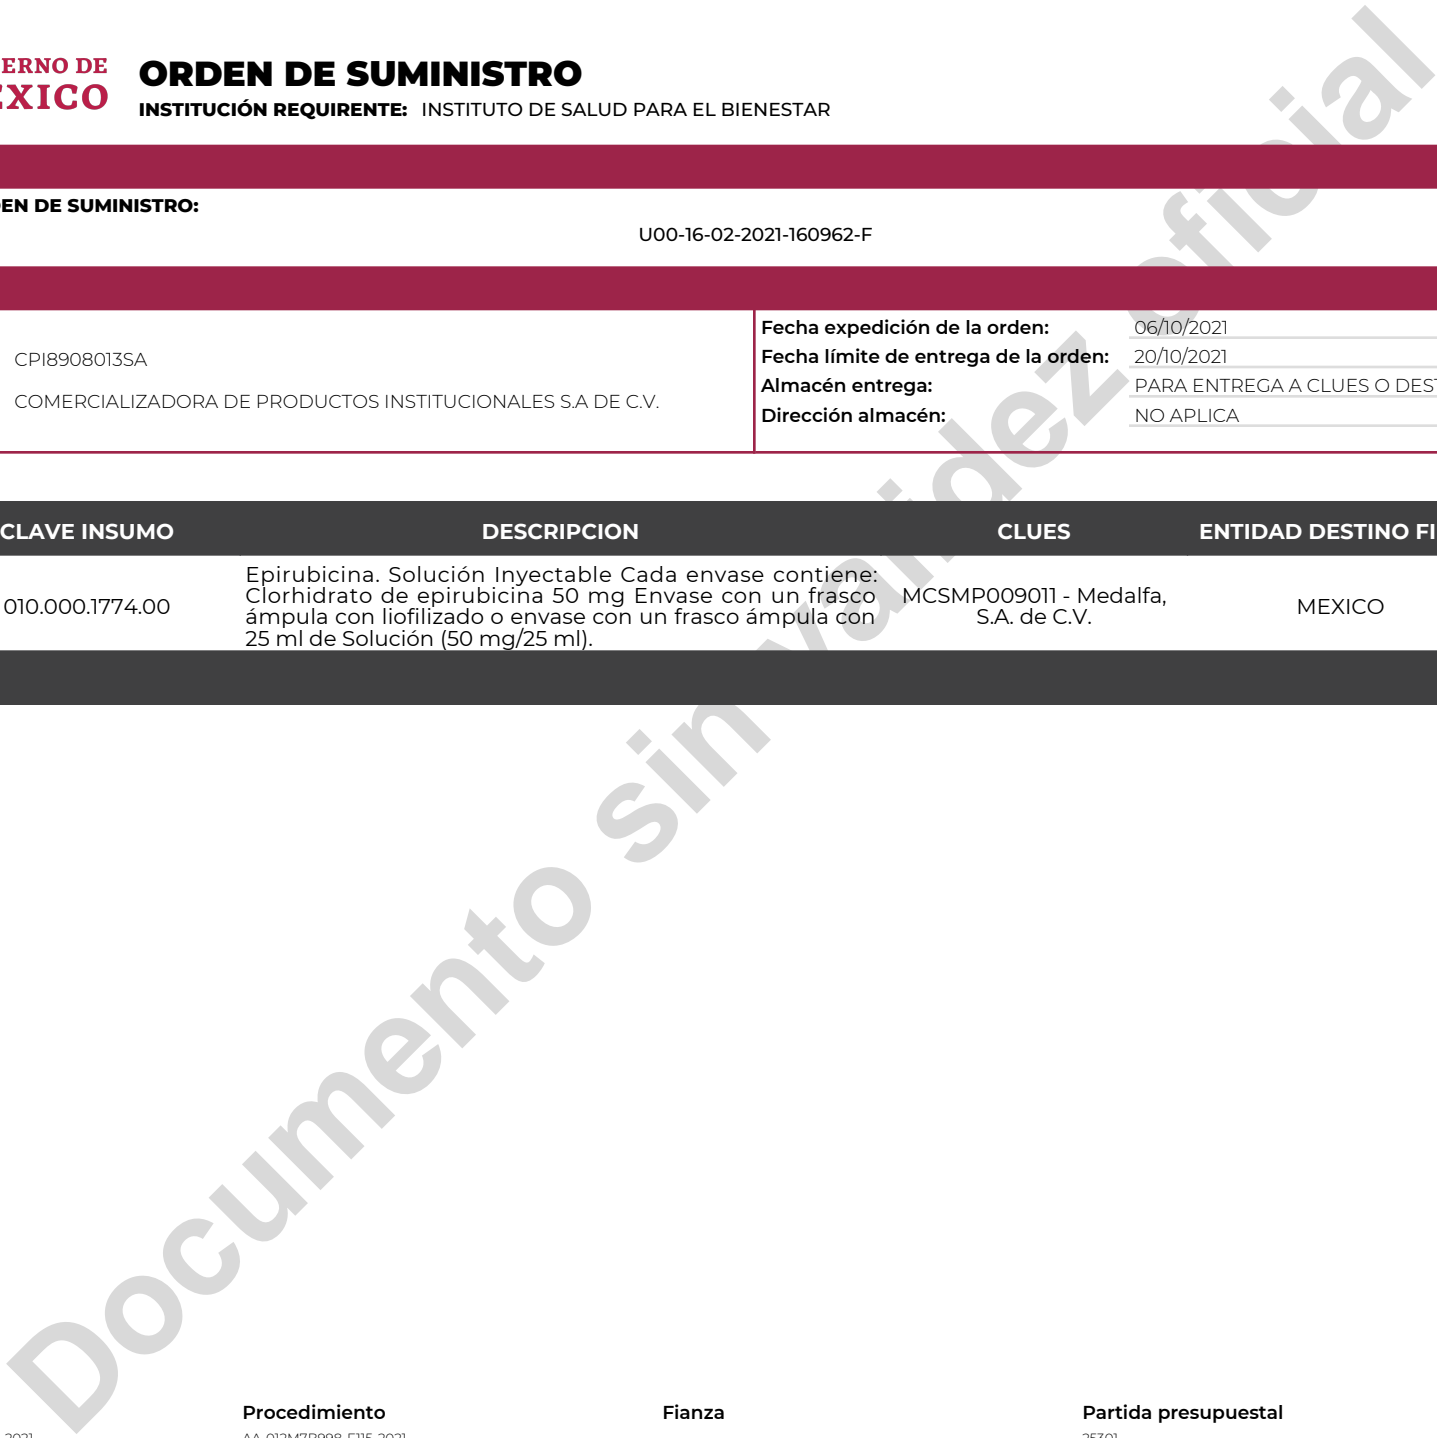 ERNO DE
EXICO
ORDEN DE SUMINISTRO
INSTITUCIÓN REQUIRENTE: INSTITUTO DE SALUD PARA EL BIENESTAR
EN DE SUMINISTRO:
U00-16-02-2021-160962-F
CPI8908013SA
COMERCIALIZADORA DE PRODUCTOS INSTITUCIONALES S.A DE C.V.
Fecha expedición de la orden: 06/10/2021
Fecha límite de entrega de la orden: 20/10/2021
Almacén entrega: PARA ENTREGA A CLUES O DEST
Dirección almacén: NO APLICA
CLAVE INSUMO DESCRIPCION CLUES ENTIDAD DESTINO FI
010.000.1774.00
Epirubicina. Solución Inyectable Cada envase contiene:
Clorhidrato de epirubicina 50 mg Envase con un frasco
ámpula con liofilizado o envase con un frasco ámpula con
25 ml de Solución (50 mg/25 ml).
MCSMP009011 - Medalfa,
S.A. de C.V.
MEXICO
Documento sin validez oficial
Procedimiento Fianza Partida presupuestal